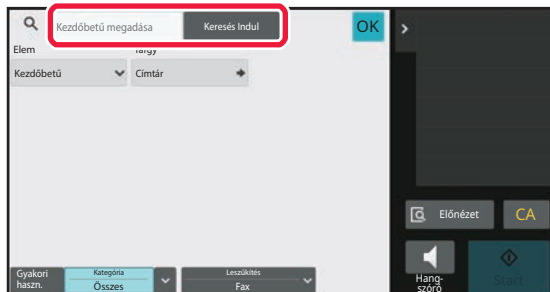 Kezdőbetű megadása
Keresés Indul
OK
Elem
Tárgy
Kezdőbetű
Címtár
Előnézet
CA
Gyakori
haszn.
Kategória
Összes
Leszűkítés
Fax
Hang-
szóró
Start